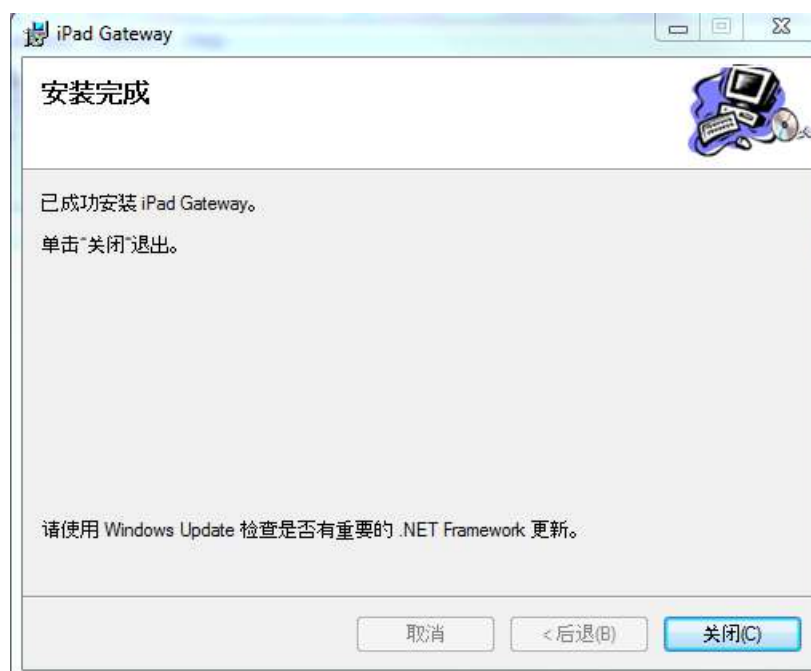 iPad Gateway
安装完成
已成功安装 iPad Gateway。
单击"关闭"退出。
请使用 Windows Update 检查是否有重要的 .NET Framework 更新。
取消
<后退(B)
关闭(C)